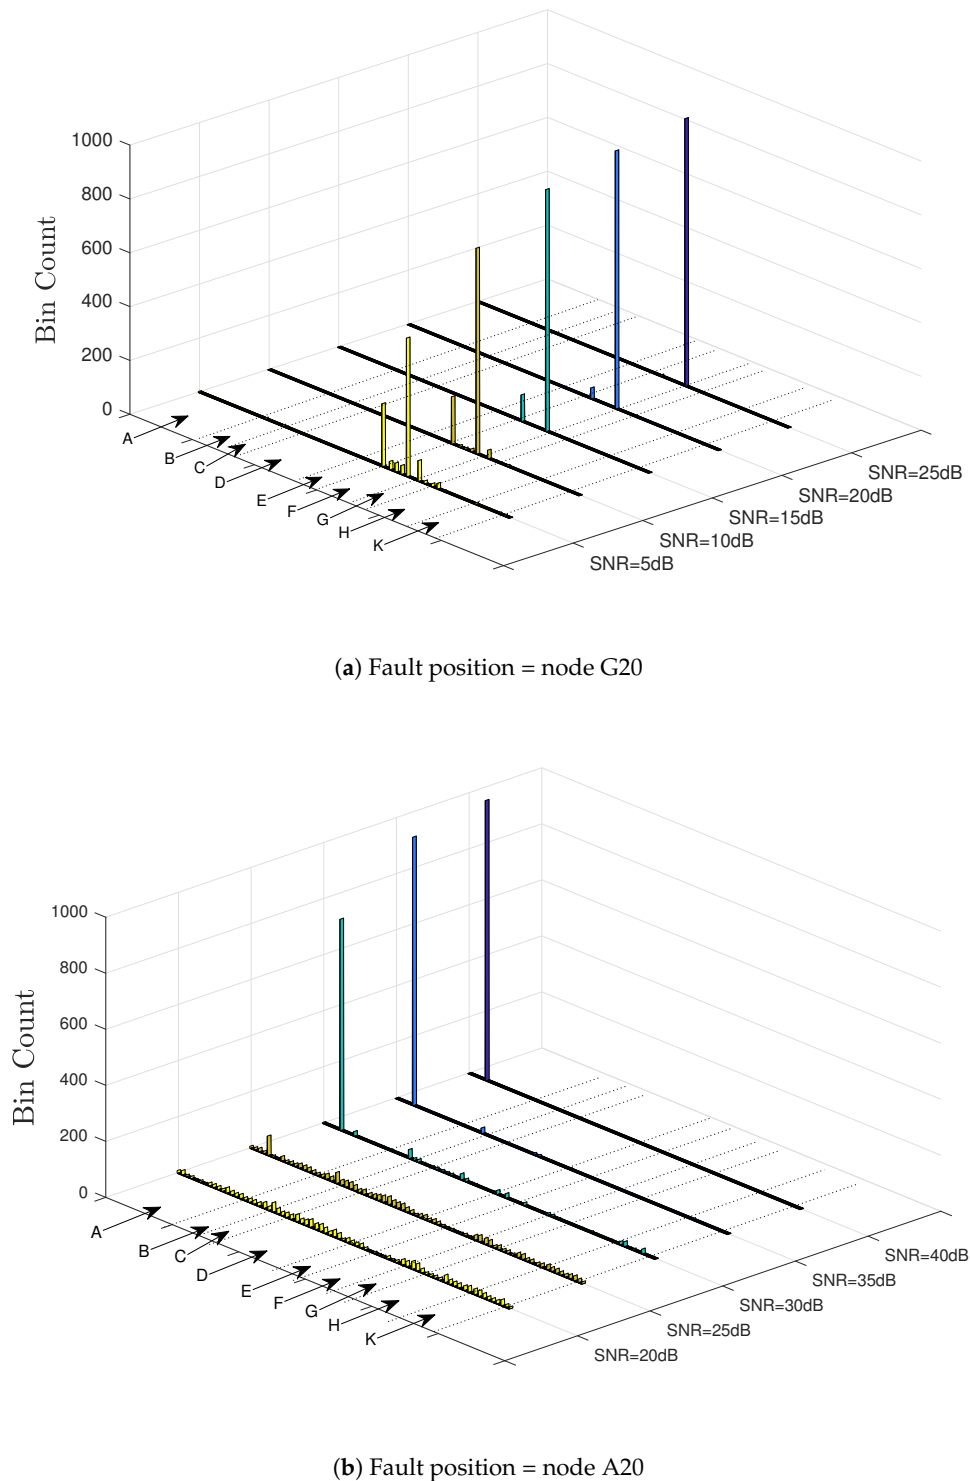 1000
800
600
400
200
0
Bin Count
A
B
C
D
E
F
G
H
K
SNR=25dB
SNR=20dB
SNR=15dB
SNR=10dB
SNR=5dB
(a) Fault position = node G20
1000
800
600
400
200
0
Bin Count
A
B
C
D
E
F
G
H
K
SNR=40dB
SNR=35dB
SNR=30dB
SNR=25dB
SNR=20dB
(b) Fault position = node A20